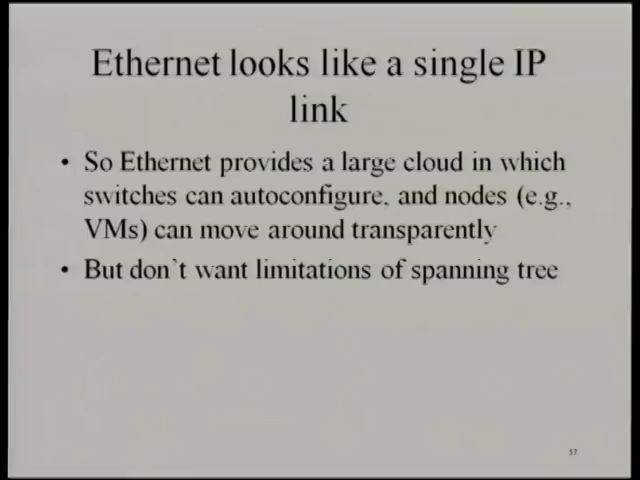 Ethernet looks like a single IP
link
• So Ethernet provides a large cloud in which
switches can autoconfigure, and nodes (e.g.,
VMs) can move around transparently
• But don't want limitations of spanning tree
57